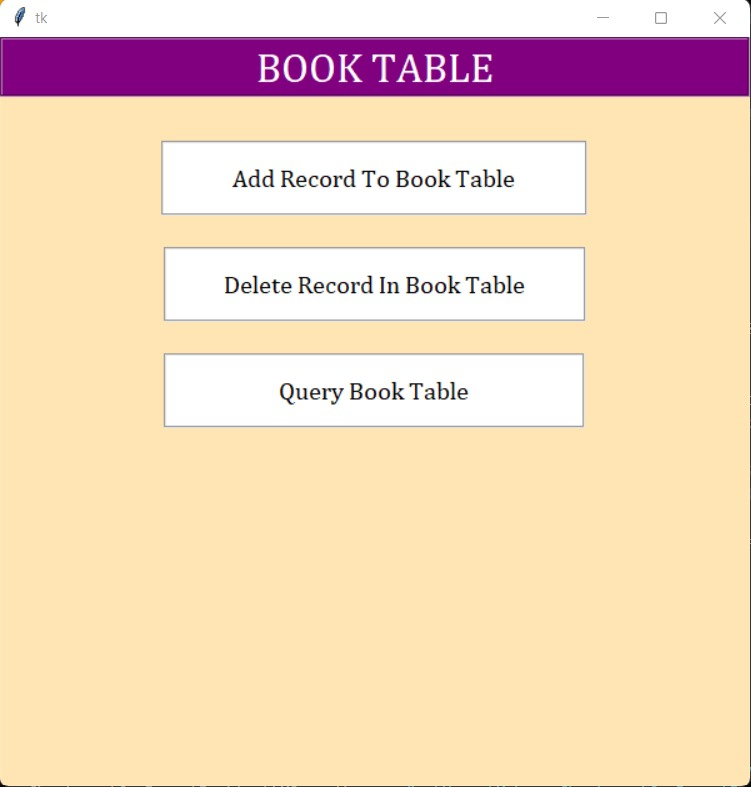 tk
BOOK TABLE
Add Record To Book Table
Delete Record In Book Table
Query Book Table